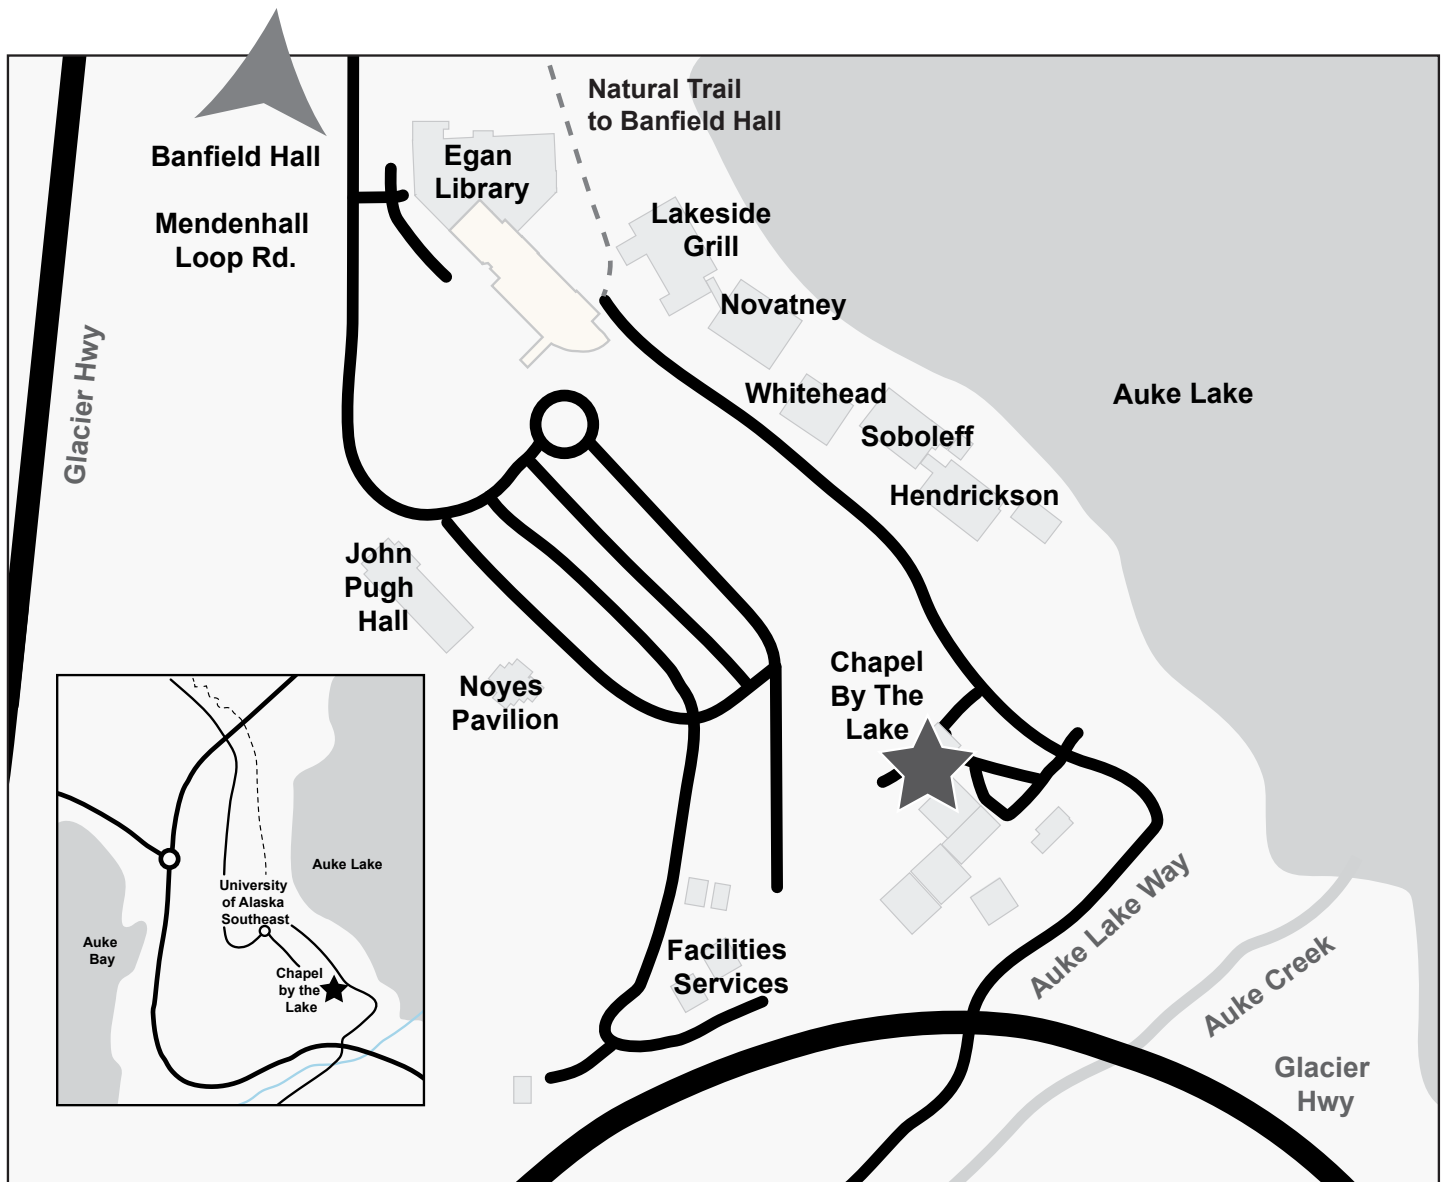 Natural Trail
to Banfield Hall
Banfield Hall
Egan
Library
Mendenhall
Loop Rd.
Lakeside
Grill
Novatney
Glacier Hwy
Whitehead
Auke Lake
Soboleff
Hendrickson
John
Pugh
Hall
Chapel
By The
Lake
Noyes
Pavilion
Auke Lake
University
of Alaska
Southeast
Auke
Bay
Chapel
by the
Lake
Facilities
Services
Auke Lake Way
Auke Creek
Glacier
Hwy